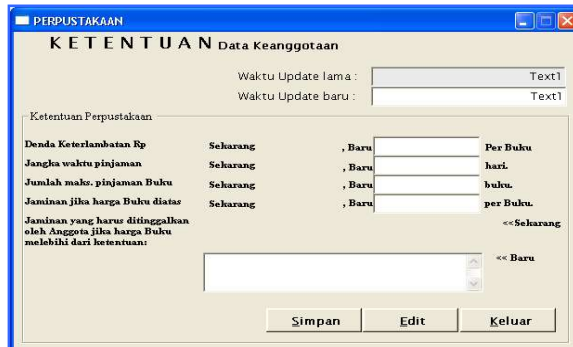 PERPUSTAKAAN
K E T E N T U A N Data Keanggotaan
Waktu Update lama : Text1
Waktu Update baru : Text1
Ketentuan Perpustakaan
Denda Keterlambatan Rp Sekarang , Baru Per Buku
Jangka waktu pinjaman Sekarang , Baru hari.
Jumlah maks. pinjaman Buku Sekarang , Baru buku.
Jaminan jika harga Buku diatas Sekarang , Baru per Buku.
Jaminan yang harus ditinggalkan <<Sekarang
oleh Anggota jika harga Buku
melebihi dari ketentuan:
<< Baru
Simpan Edit Keluar